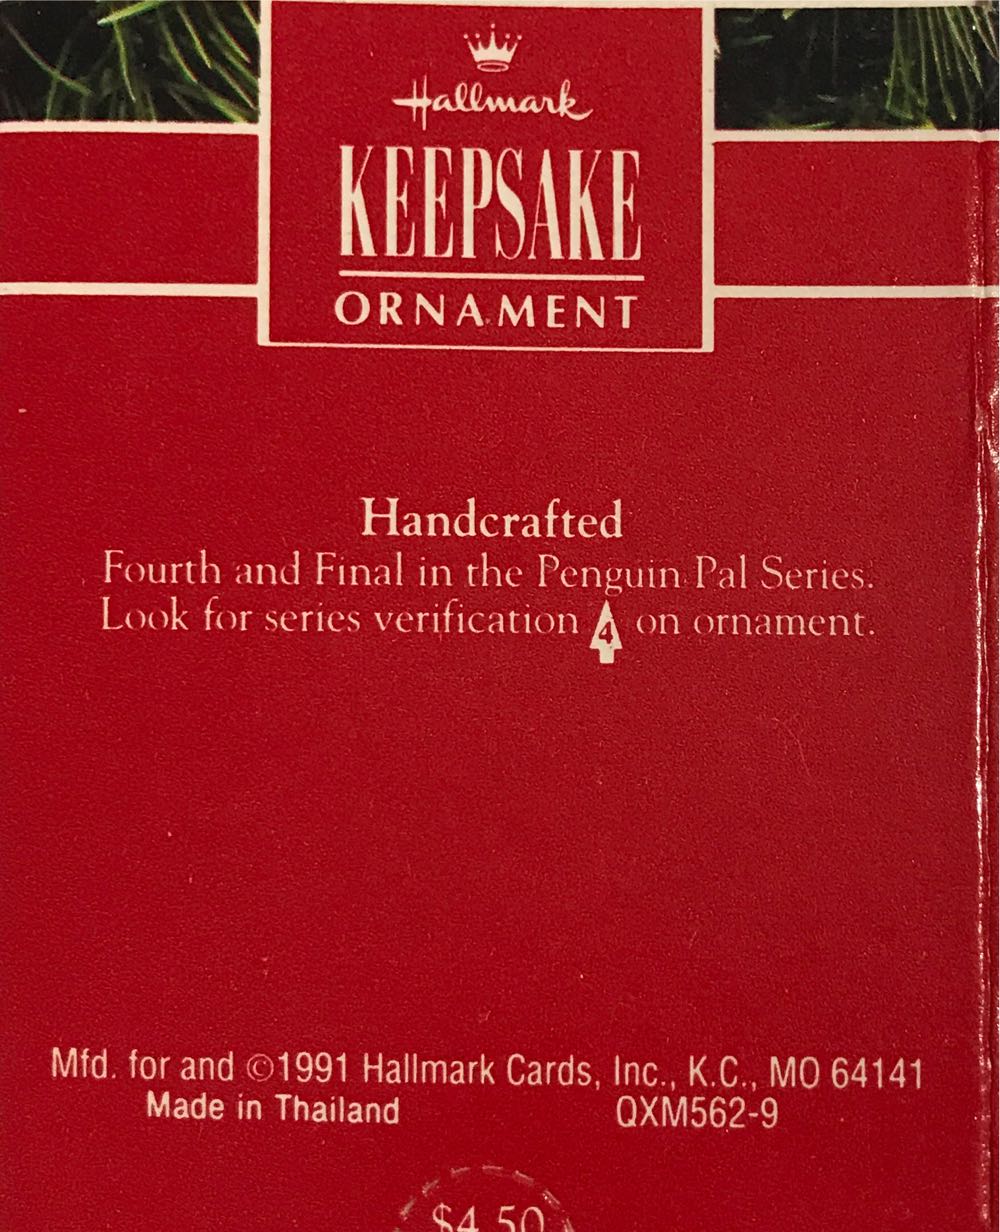 Hallmark
KEEPSAKE
ORNAMENT
Handcrafted
Fourth and Final in the Penguin Pal Series.
Look for series verification 4 on ornament.
Mfd. for and ©1991 Hallmark Cards, Inc., K.C., MO 64141
Made in Thailand QXM562-9
$4.50